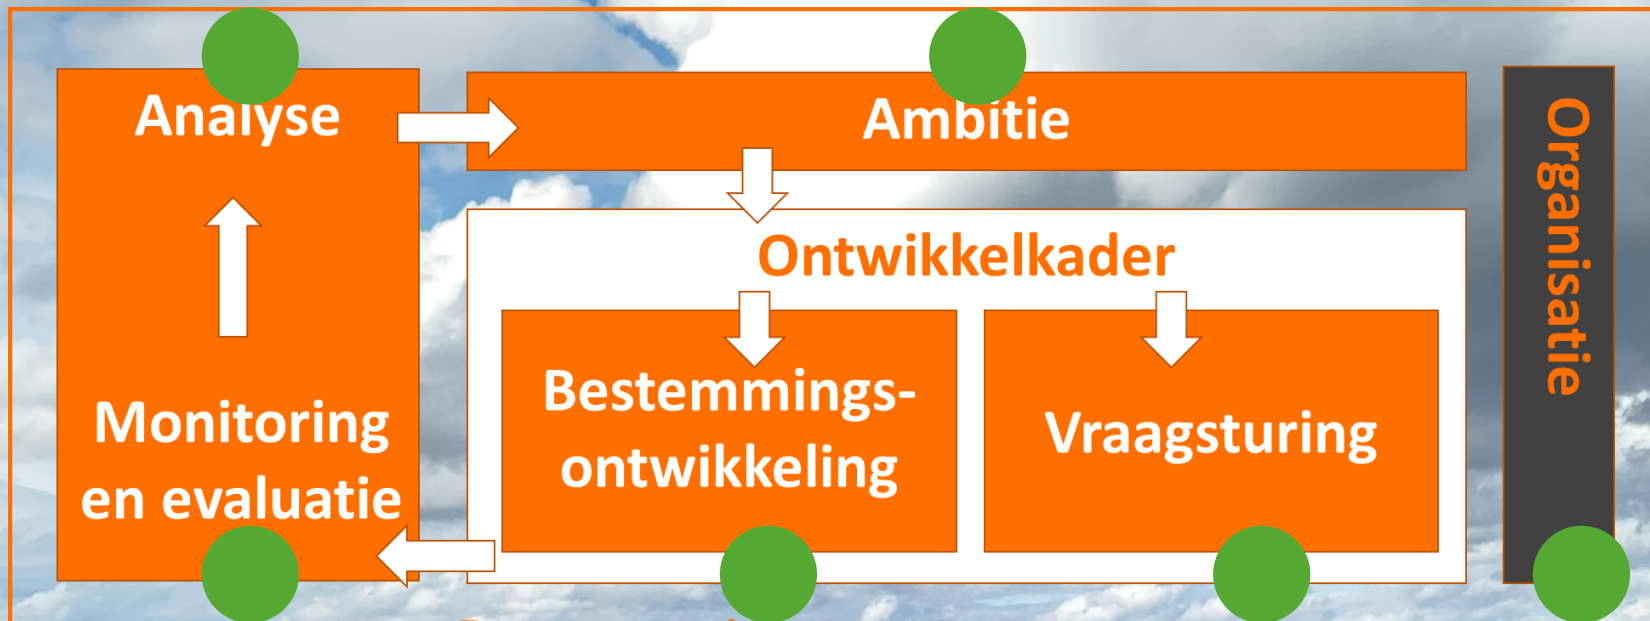 Analyse
Ambitie
Ontwikkelkader
Bestemmings-
ontwikkeling
Vraagsturing
Monitoring
en evaluatie
Organisatie